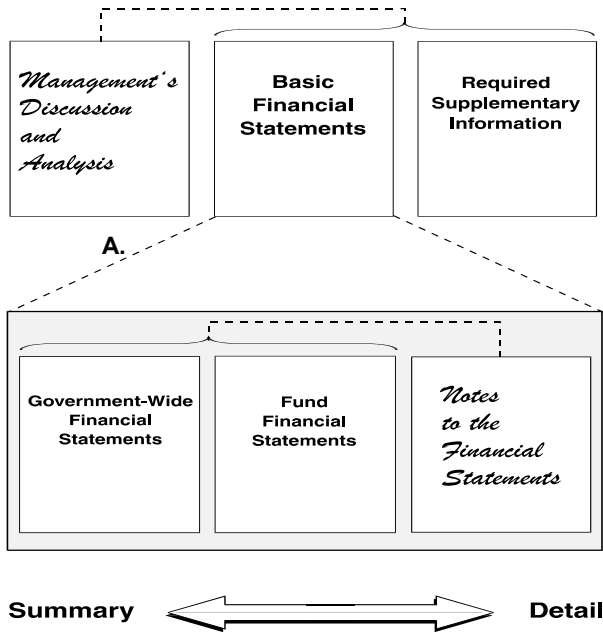 Management's
Discussion
and
Analysis
Basic
Financial
Statements
Required
Supplementary
Information
A.
Government-Wide
Financial
Statements
Fund
Financial
Statements
Notes
to the
Financial
Statements
Summary
Detail